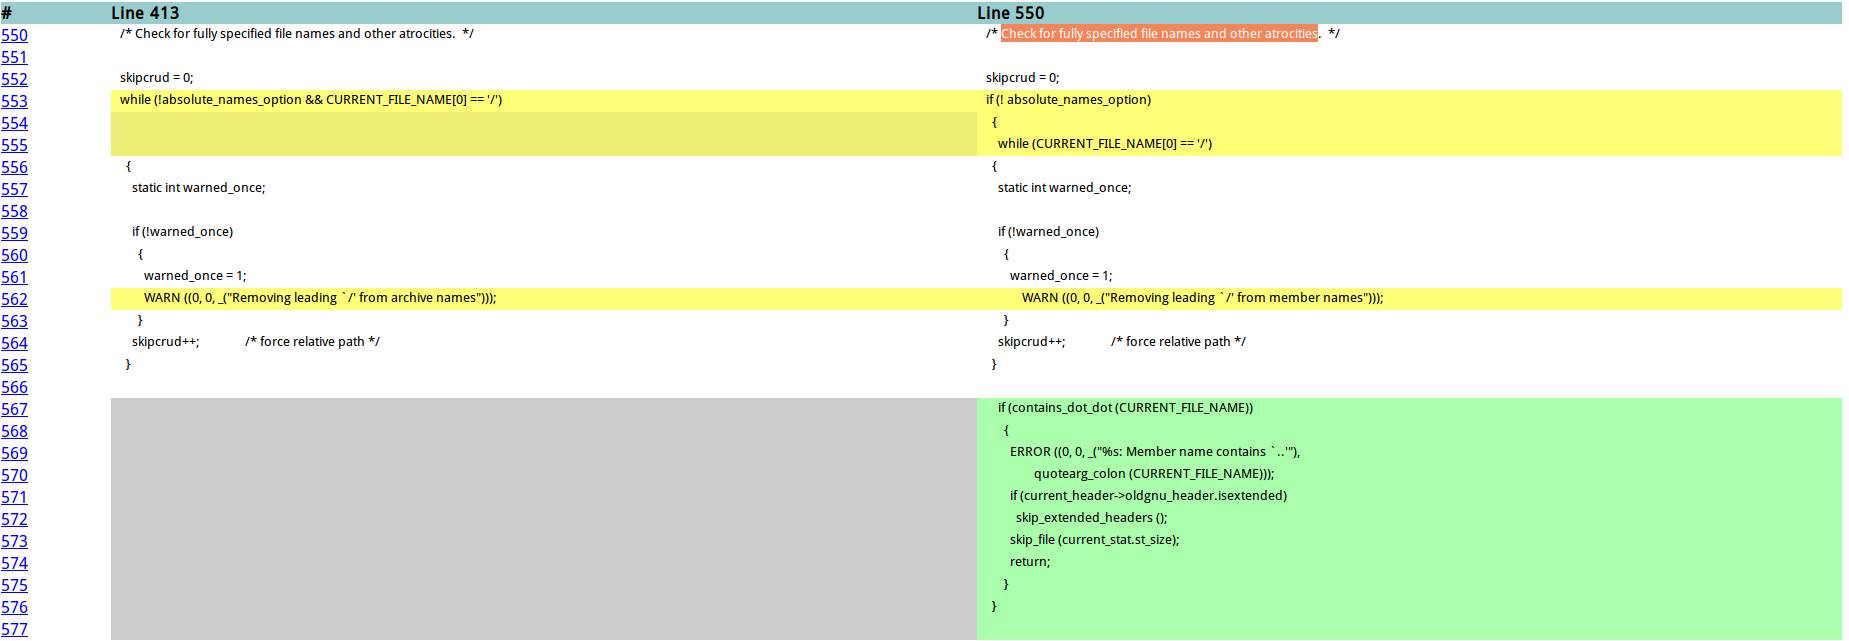 # Line 413 Line 550
550 /* Check for fully specified file names and other atrocities.  */ /* Check for fully specified file names and other atrocities.  */
551
552 skipcrud = 0; skipcrud = 0;
553 while (!absolute_names_option && CURRENT_FILE_NAME[0] == '/') if (! absolute_names_option)
554 {
555 while (CURRENT_FILE_NAME[0] == '/')
556 { {
557 static int warned_once; static int warned_once;
558
559 if (!warned_once) if (!warned_once)
560 { {
561 warned_once = 1; warned_once = 1;
562 WARN ((0, 0, _("Removing leading `/' from archive names"))); WARN ((0, 0, _("Removing leading `/' from member names")));
563 } }
564 skipcrud++; /* force relative path */ skipcrud++; /* force relative path */
565 } }
566
567 if (contains_dot_dot (CURRENT_FILE_NAME))
568 {
569 ERROR ((0, 0, _("%s: Member name contains `..'"),
570 quotearg_colon (CURRENT_FILE_NAME)));
571 if (current_header->oldgnu_header.isextended)
572 skip_extended_headers ();
573 skip_file (current_stat.st_size);
574 return;
575 }
576 }
577